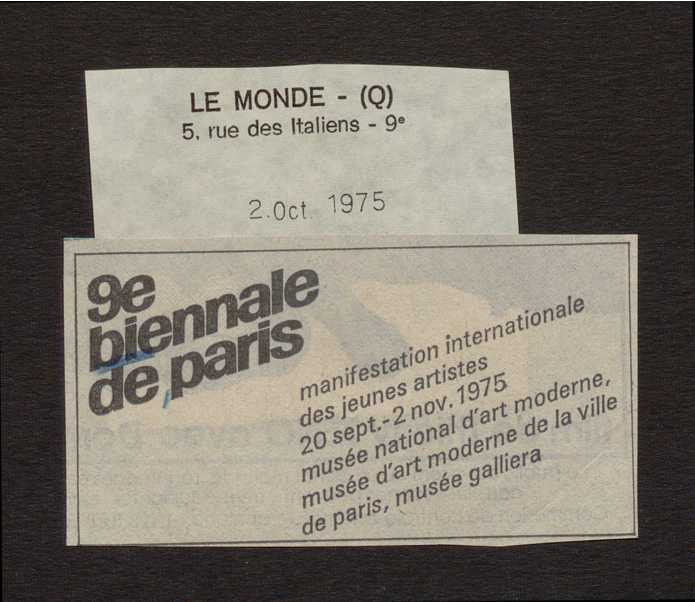 LE MONDE - (Q)
5, rue des Italiens - 9e
2.Oct. 1975
9e
biennale
de paris
manifestation internationale
des jeunes artistes
20 sept.-2 nov. 1975
musée national d'art moderne,
musée d'art moderne de la ville
de paris, musée galliera